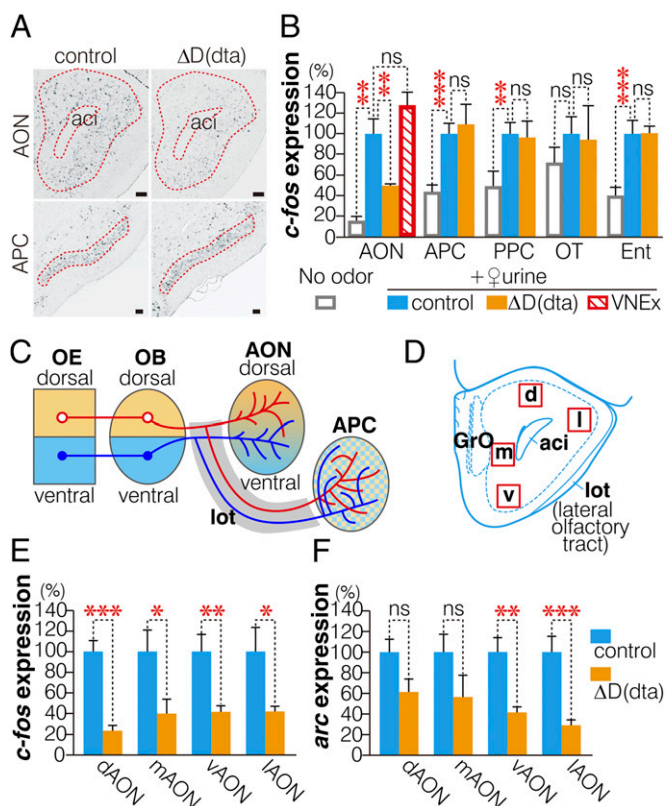 A
control
ΔD(dta)
AON
aci
aci
APC
B
c-fos expression
(%)
140
120
100
80
60
40
20
0
**
**
ns
***
ns
**
ns
ns
ns
***
ns
AON APC PPC OT Ent
No odor
+♀urine
control ΔD(dta) VNEx
C
OE OB AON
dorsal dorsal dorsal
APC
ventral ventral ventral
lot
D
d
l
GrO
m
aci
v
lot
(lateral
olfactory
tract)
E
c-fos expression
(%)
140
120
100
80
60
40
20
0
*** * ** *
dAON mAON vAON lAON
F
arc expression
(%)
140
120
100
80
60
40
20
0
ns ns ** ***
dAON mAON vAON lAON
control
ΔD(dta)